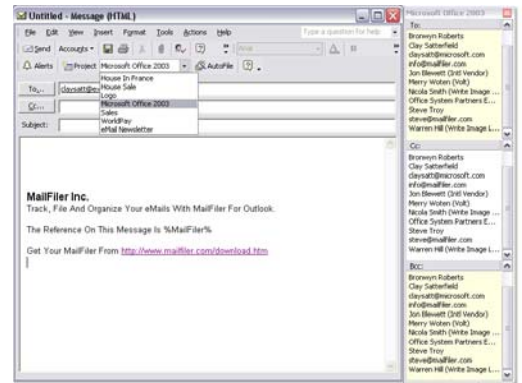 Untitled - Message (HTML)
File Edit View Insert Format Tools Actions Help
Type a question for help
Send Accounts
Alerts Project Microsoft Office 2003 AutoFile
House In France
House Sale
Logo
Microsoft Office 2003
Sales
WorldPay
eMail Newsletter
To...
Cc...
Subject:
MailFiler Inc.
Track, File And Organize Your eMails With MailFiler For Outlook.
The Reference On This Message Is %MailFiler%
Get Your MailFiler From http://www.mailfiler.com/download.htm
Microsoft Office 2003
To:
Bronwyn Roberts
Clay Satterfield
claysatt@microsoft.com
info@mailfiler.com
Jon Blewett (Intl Vendor)
Merry Woten (Volt)
Nicola Smith (Write Image ...
Office System Partners E...
Steve Troy
steve@mailfiler.com
Warren Hill (Write Image L...
Cc:
Bronwyn Roberts
Clay Satterfield
claysatt@microsoft.com
info@mailfiler.com
Jon Blewett (Intl Vendor)
Merry Woten (Volt)
Nicola Smith (Write Image ...
Office System Partners E...
Steve Troy
steve@mailfiler.com
Warren Hill (Write Image L...
Bcc:
Bronwyn Roberts
Clay Satterfield
claysatt@microsoft.com
info@mailfiler.com
Jon Blewett (Intl Vendor)
Merry Woten (Volt)
Nicola Smith (Write Image ...
Office System Partners E...
Steve Troy
steve@mailfiler.com
Warren Hill (Write Image L...